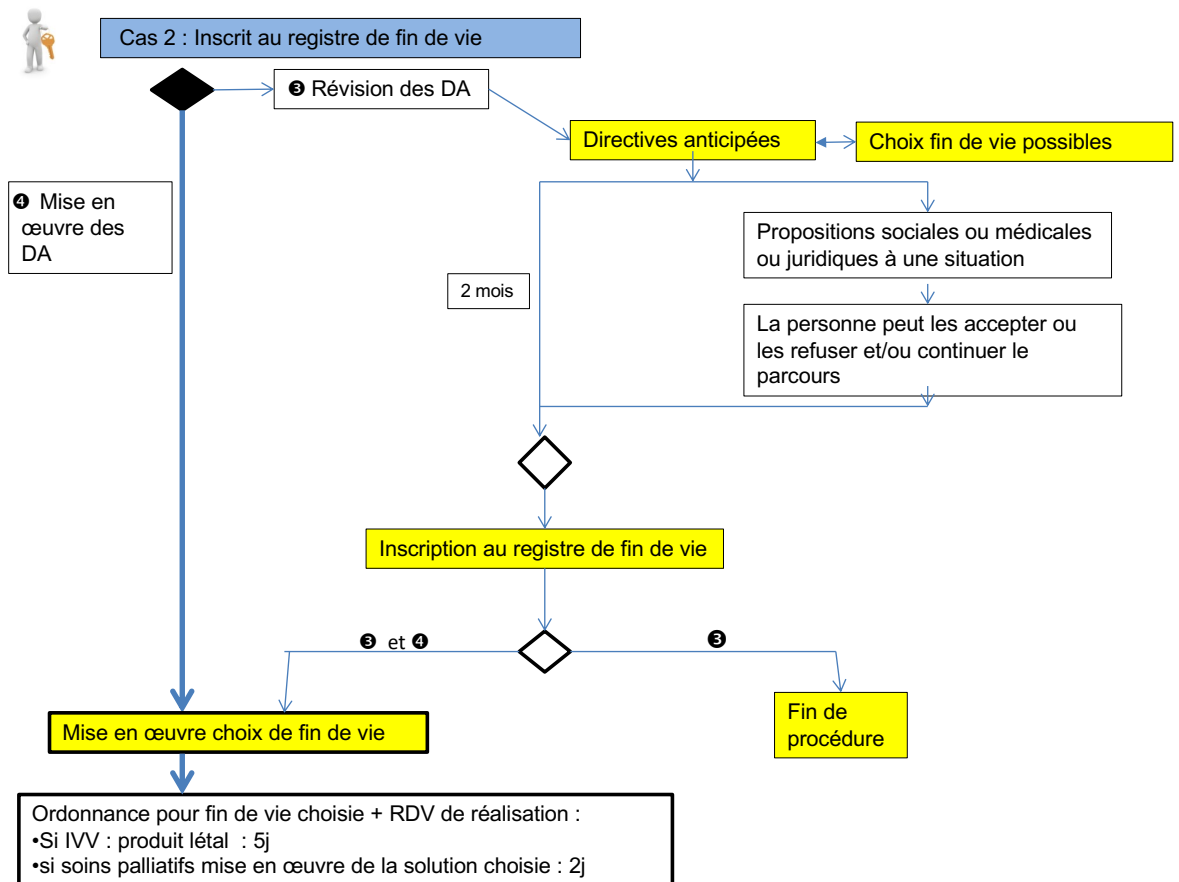 Cas 2 : Inscrit au registre de fin de vie
❸ Révision des DA
Directives anticipées
Choix fin de vie possibles
❹ Mise en
œuvre des
DA
Propositions sociales ou médicales
ou juridiques à une situation
2 mois
La personne peut les accepter ou
les refuser et/ou continuer le
parcours
Inscription au registre de fin de vie
❸ et ❹
❸
Mise en œuvre choix de fin de vie
Fin de
procédure
Ordonnance pour fin de vie choisie + RDV de réalisation :
•Si IVV : produit létal : 5j
•si soins palliatifs mise en œuvre de la solution choisie : 2j